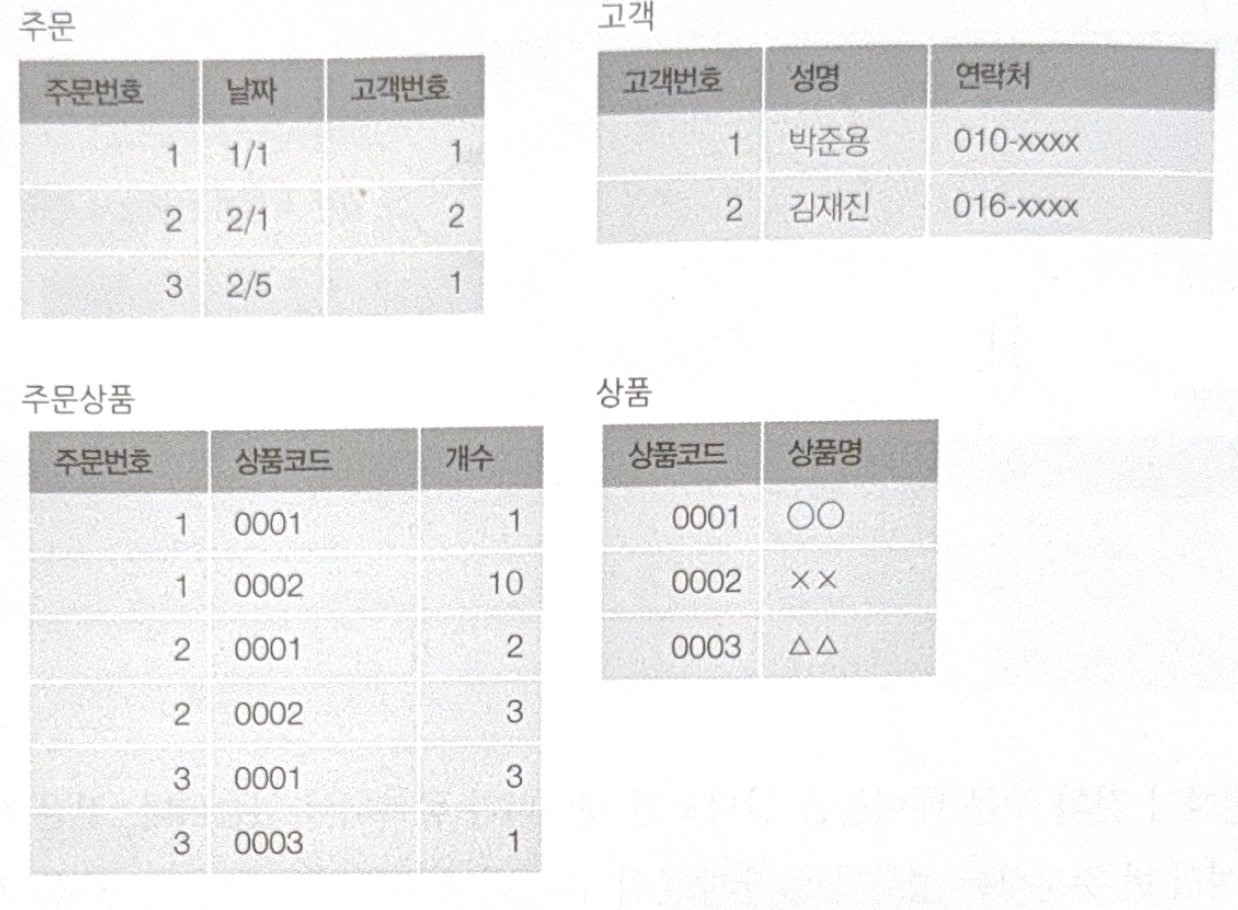 주문
주문번호 날짜 고객번호
1 1/1 1
2 2/1 2
3 2/5 1
고객
고객번호 성명 연락처
1 박준용 010-xxxx
2 김재진 016-xxxx
주문상품
주문번호 상품코드 개수
1 0001 1
1 0002 10
2 0001 2
2 0002 3
3 0001 3
3 0003 1
상품
상품코드 상품명
0001 ○○
0002 ××
0003 △△